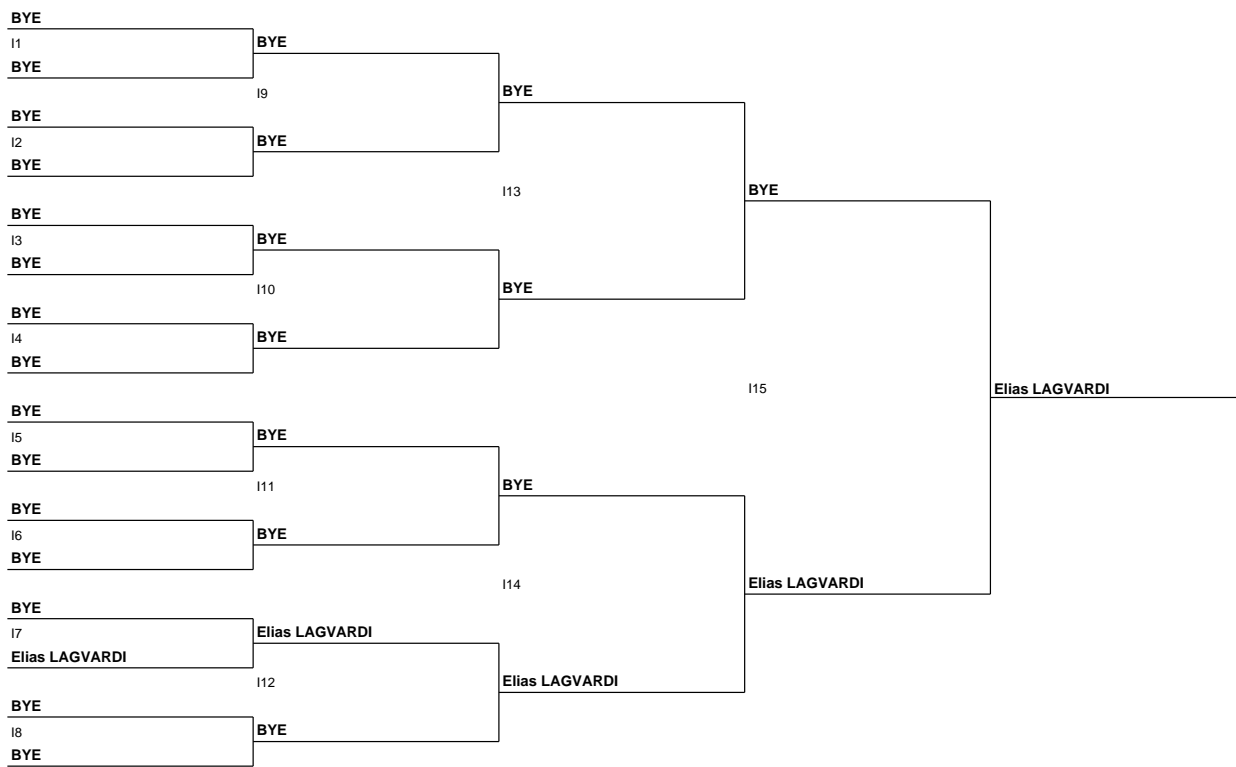 BYE
I1
BYE
BYE
I9
BYE
BYE
I2
BYE
BYE
I13
BYE
BYE
I3
BYE
BYE
I10
BYE
BYE
I4
BYE
BYE
I15
Elias LAGVARDI
BYE
I5
BYE
BYE
I11
BYE
BYE
I6
BYE
BYE
I14
Elias LAGVARDI
BYE
I7
Elias LAGVARDI
Elias LAGVARDI
I12
Elias LAGVARDI
BYE
I8
BYE
BYE